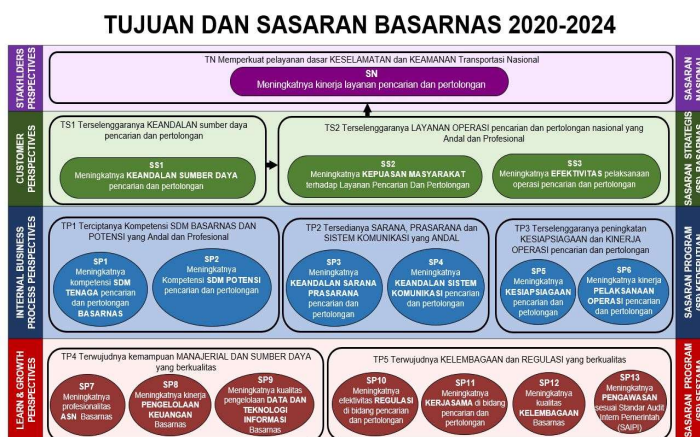 TUJUAN DAN SASARAN BASARNAS 2020-2024
STAKHLDERS
PERSPECTIVES
TN Memperkuat pelayanan dasar KESELAMATAN dan KEAMANAN Transportasi Nasional
SN
Meningkatnya kinerja layanan pencarian dan pertolongan
SASARAN
NASIONAL
CUSTOMER
PERSPECTIVES
TS1 Terselenggaranya KEANDALAN sumber daya
pencarian dan pertolongan
SS1
Meningkatnya KEANDALAN SUMBER DAYA
pencarian dan pertolongan
TS2 Terselenggaranya LAYANAN OPERASI pencarian dan pertolongan nasional yang
Andal dan Profesional
SS2
Meningkatnya KEPUASAN MASYARAKAT
terhadap Layanan Pencarian Dan Pertolongan
SS3
Meningkatnya EFEKTIVITAS pelaksanaan
operasi pencarian dan pertolongan
SASARAN STRATEGIS
INTERNAL BUSINESS
PROCESS PERSPECTIVES
TP1 Terciptanya Kompetensi SDM BASARNAS DAN
POTENSI yang Andal dan Profesional
SP1
Meningkatnya
kompetensi SDM
TENAGA pencarian
dan pertolongan
BASARNAS
SP2
Meningkatnya
Kompetensi SDM POTENSI
pencarian dan pertolongan
TP2 Tersedianya SARANA, PRASARANA dan
SISTEM KOMUNIKASI yang ANDAL
SP3
Meningkatnya
KEANDALAN SARANA
PRASARANA
pencarian dan
pertolongan
SP4
Meningkatnya
KEANDALAN SISTEM
KOMUNIKASI pencarian
dan pertolongan
TP3 Terselenggaranya peningkatan
KESIAPSIAGAAN dan KINERJA
OPERASI pencarian dan pertolongan
SP5
Meningkatnya
KESIAPSIAGAAN
pencarian dan
petolongan
SP6
Meningkatnya kinerja
PELAKSANAAN
OPERASI pencarian dan
pertolongan
SASARAN PROGRAM
LEARN & GROWTH
PERSPECTIVES
TP4 Terwujudnya kemampuan MANAJERIAL DAN SUMBER DAYA
yang berkualitas
SP7
Meningkatnya
profesionalitas
ASN Basarnas
SP8
Meningkatnya kinerja
PENGELOLAAN
KEUANGAN Basarnas
SP9
Meningkatnya kualitas
pengelolaan DATA DAN
TEKNOLOGI
INFORMASI
Basarnas
TP5 Terwujudnya KELEMBAGAAN dan REGULASI yang berkualitas
SP10
Meningkatnya
efektivitas REGULASI
di bidang pencarian
dan pertolongan
SP11
Meningkatnya
KERJASAMA di bidang
pencarian dan
pertolongan
SP12
Meningkatnya
kualitas
KELEMBAGAAN
Basarnas
SP13
Meningkatnya
PENGAWASAN
sesuai Standar Audit
Intern Pemerintah
(SAIPI)
SASARAN PROGRAM